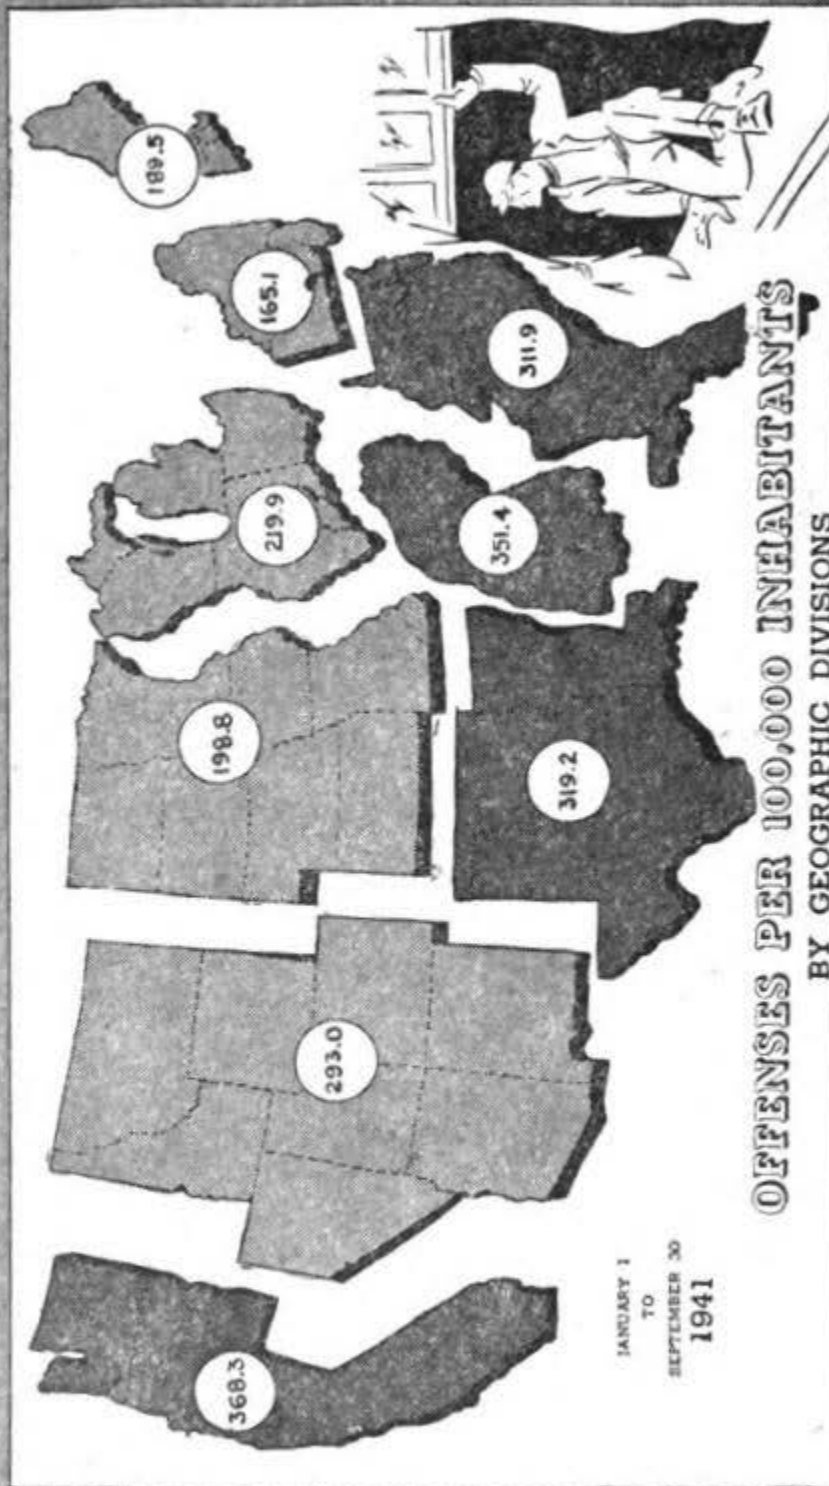 189.5
165.1
219.9
198.8
293.0
368.3
311.9
351.4
319.2
JANUARY 1
TO
SEPTEMBER 30
1941
OFFENSES PER 100,000 INHABITANTS
BY GEOGRAPHIC DIVISIONS